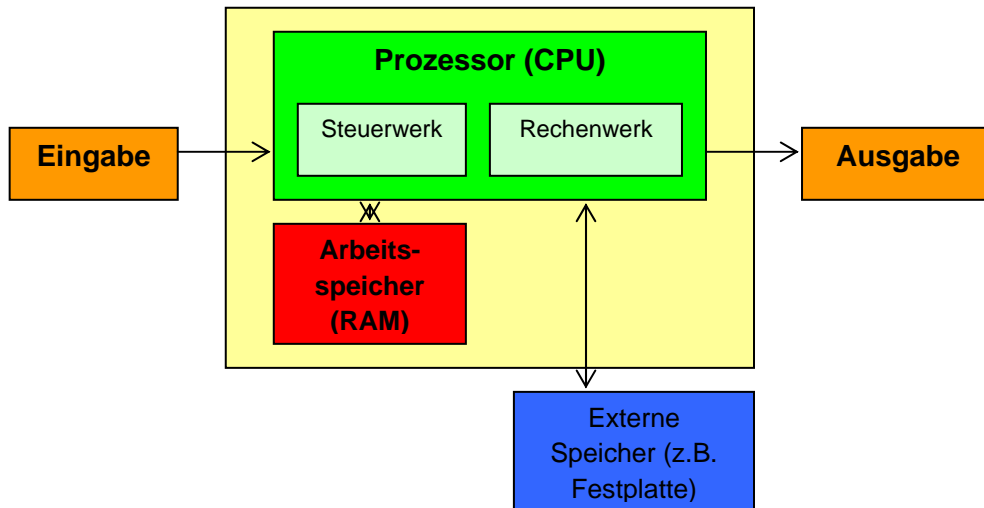 Prozessor (CPU)
Steuerwerk
Rechenwerk
Eingabe
Ausgabe
Arbeits-
speicher
(RAM)
Externe
Speicher (z.B.
Festplatte)